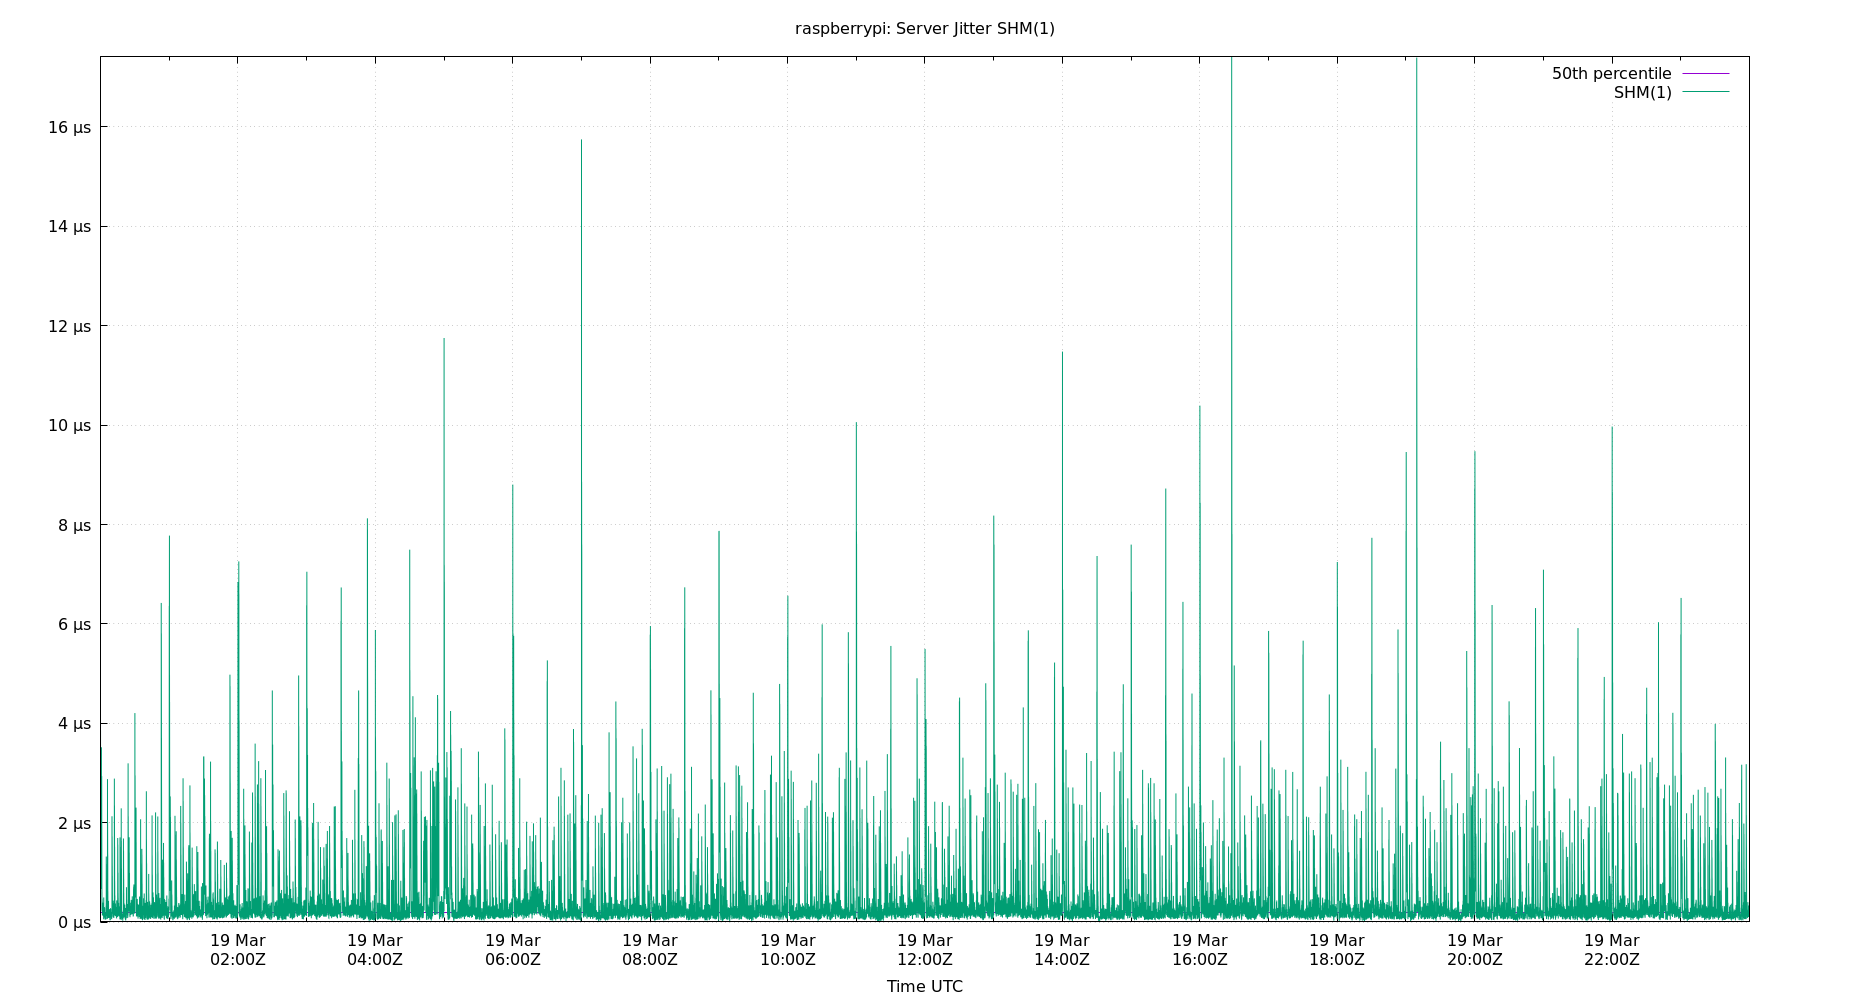 raspberrypi: Server Jitter SHM(1)
50th percentile
SHM(1)
16 µs
14 µs
12 µs
10 µs
8 µs
6 µs
4 µs
2 µs
0 µs
19 Mar 19 Mar 19 Mar 19 Mar 19 Mar 19 Mar 19 Mar 19 Mar 19 Mar 19 Mar 19 Mar
02:00Z 04:00Z 06:00Z 08:00Z 10:00Z 12:00Z 14:00Z 16:00Z 18:00Z 20:00Z 22:00Z
Time UTC